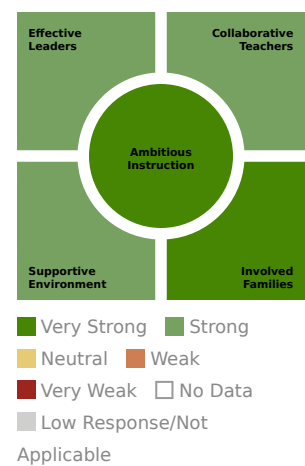 Effective
Leaders
Collaborative
Teachers
Ambitious
Instruction
Supportive
Environment
Involved
Families
Very Strong Strong
Neutral Weak
Very Weak No Data
Low Response/Not
Applicable